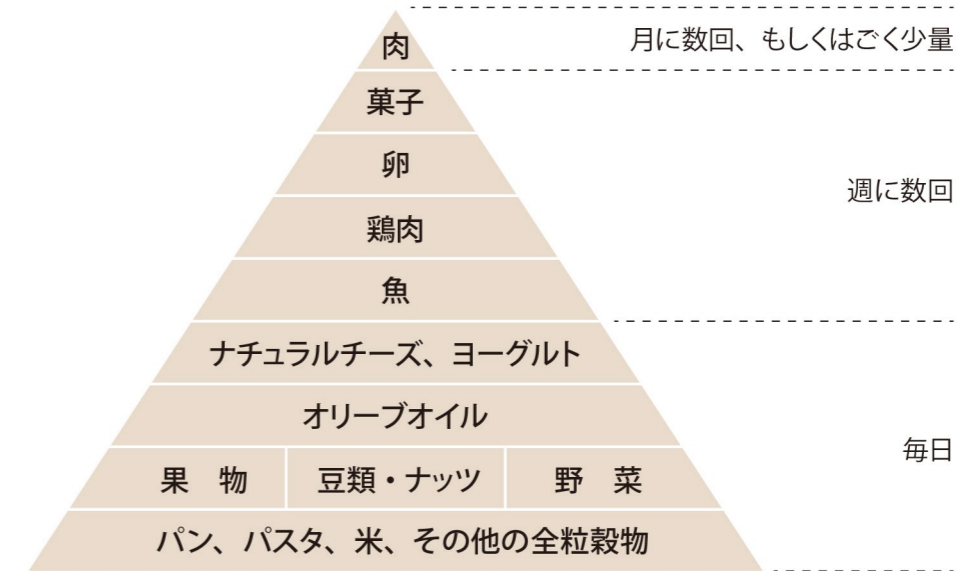 月に数回、もしくはごく少量
肉
菓子
卵
週に数回
鶏肉
魚
ナチュラルチーズ、ヨーグルト
オリーブオイル
毎日
果　物
豆類・ナッツ
野　菜
パン、パスタ、米、その他の全粒穀物